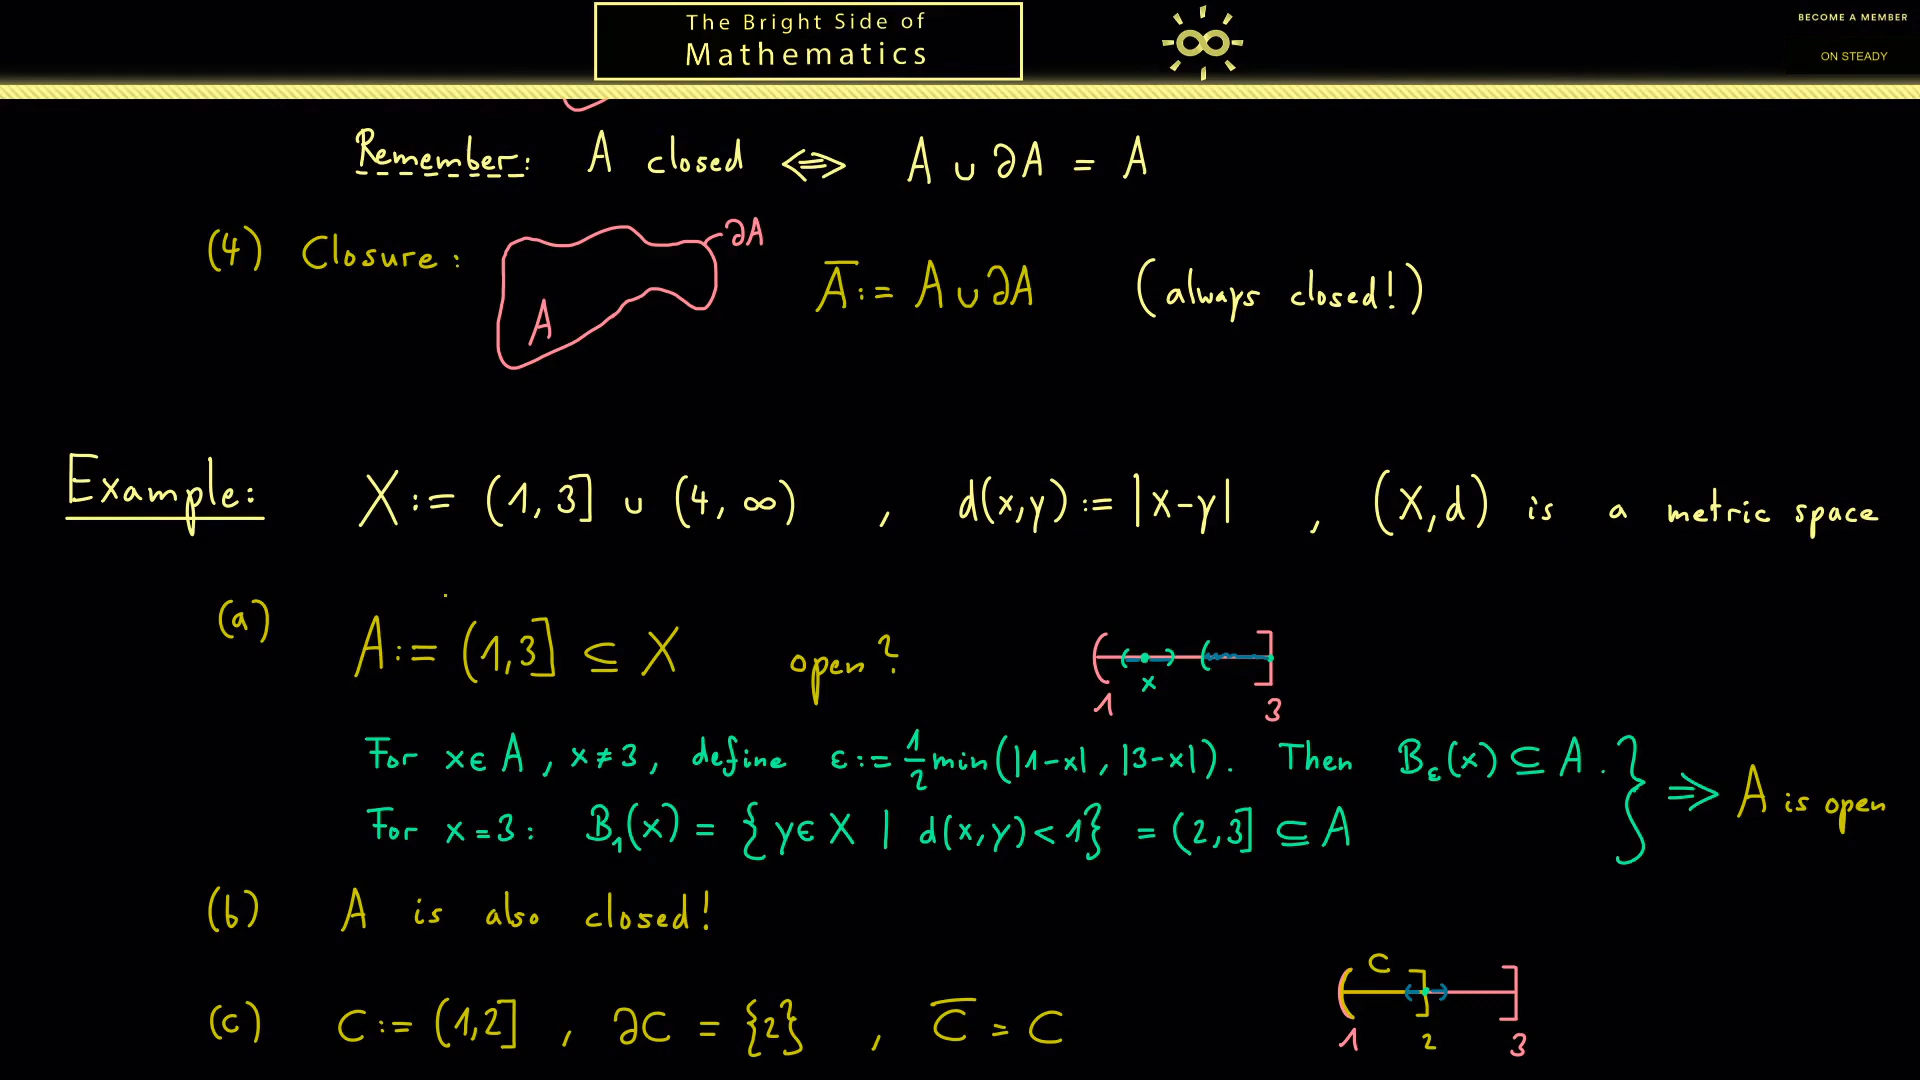 The Bright Side of
Mathematics
BECOME A MEMBER
ON STEADY
Remember: A closed ⟺ A ∪ ∂A = A
(4) Closure: A ∂A Ā := A ∪ ∂A (always closed!)
Example: X := (1, 3] ∪ (4, ∞) , d(x,y) := |x-y| , (X,d) is a metric space
(a) A := (1,3] ⊆ X open? ( x ]
1 3
For x ∈ A , x ≠ 3 , define ε := 1/2 min(|1-x|, |3-x|). Then B_ε(x) ⊆ A . } ⟹ A is open
For x = 3 : B_1(x) = { y ∈ X | d(x,y) < 1} = (2,3] ⊆ A
(b) A is also closed!
(c) C := (1,2] , ∂C = {2} , C̅ = C
C
1 2 3